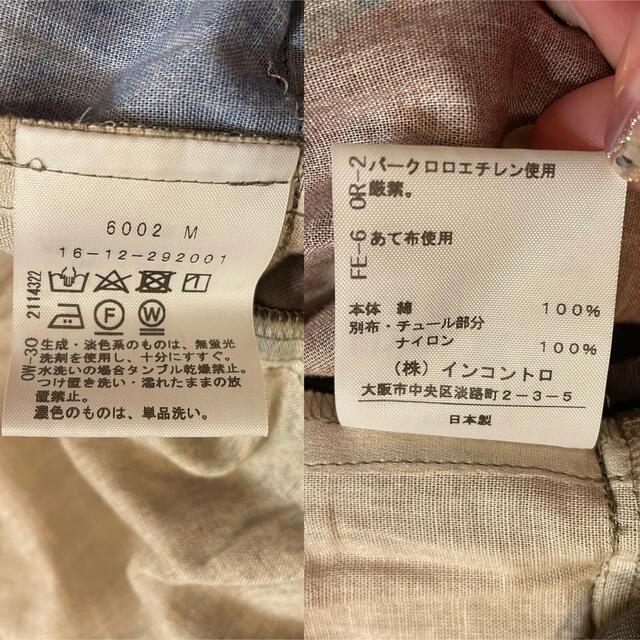 6002 M
16-12-292001
2114322
F
W
OW-30
生成・淡色系のものは、無蛍光
洗剤を使用し、十分にすすぐ。
水洗いの場合タンブル乾燥禁止。
つけ置き洗い・濡れたままの放
置禁止。
濃色のものは、単品洗い。
OR-2
パークロロエチレン使用
厳禁。
FE-6
あて布使用
本体 綿 100%
別布・チュール部分
ナイロン 100%
(株) インコントロ
大阪市中央区淡路町2-3-5
日本製